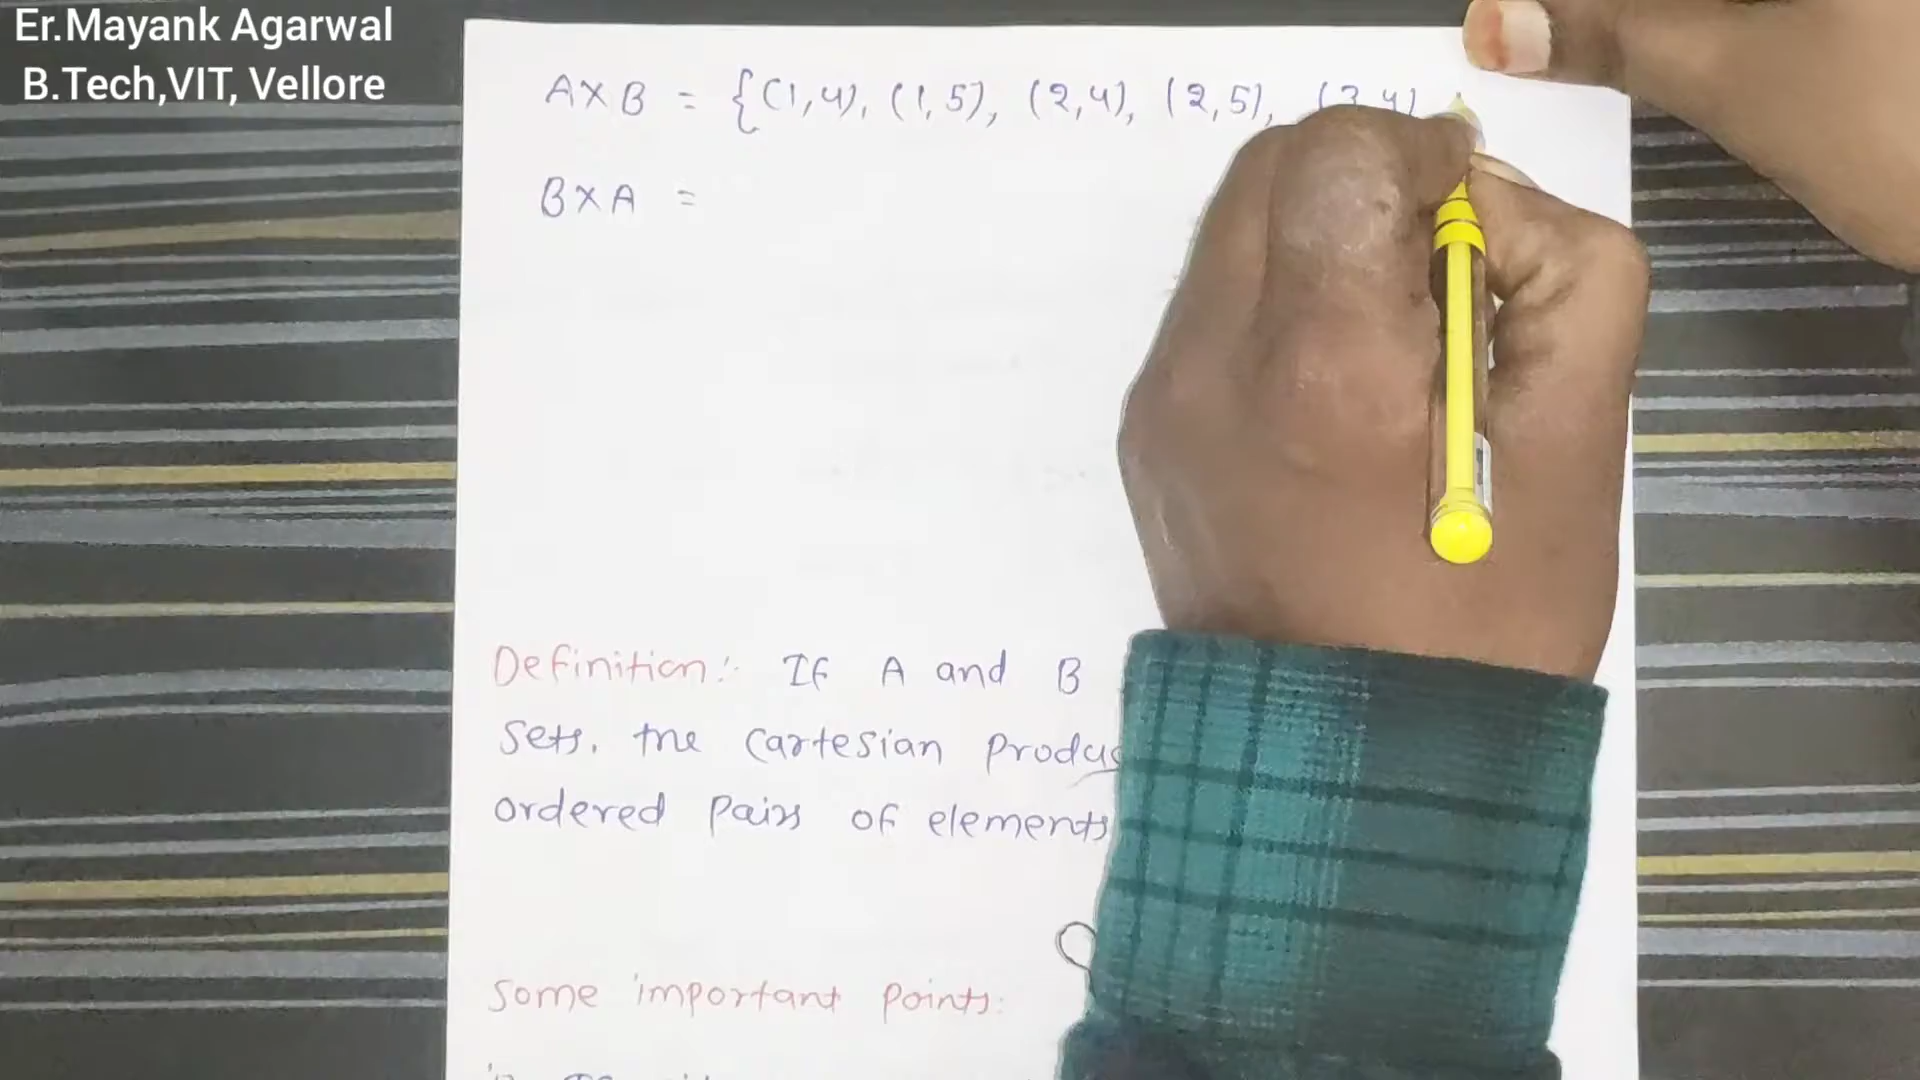 Er.Mayank Agarwal
B.Tech,VIT, Vellore
A×B = {(1,4), (1,5), (2,4), (2,5), (3,4)
B×A =
Definition:- If A and B
Sets, the Cartesian Produc
ordered Pairs of elements
Some important Points: